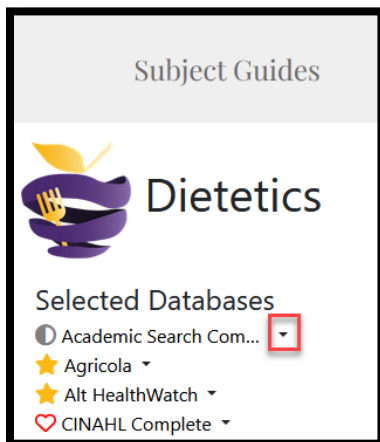 Subject Guides
Dietetics
Selected Databases
Academic Search Com...
Agricola
Alt HealthWatch
CINAHL Complete